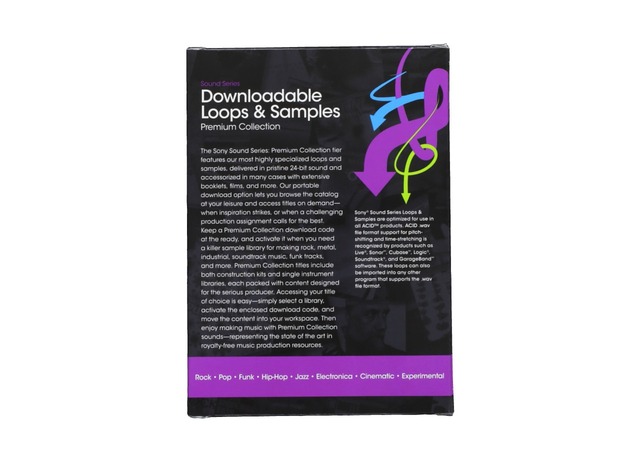 Sound Series
Downloadable
Loops & Samples
Premium Collection
The Sony Sound Series: Premium Collection tier
features our most highly specialized loops and
samples, delivered in pristine 24-bit sound and
accessorized in many cases with extensive
booklets, films, and more. Our portable
download option lets you browse the catalog
at your leisure and access titles on demand—
when inspiration strikes, or when a challenging
production assignment calls for the best.
Keep a Premium Collection download code
at the ready, and activate it when you need
a killer sample library for making rock, metal,
industrial, soundtrack music, funk tracks,
and more. Premium Collection titles include
both construction kits and single instrument
libraries, each packed with content designed
for the serious producer. Accessing your title
of choice is easy—simply select a library,
activate the enclosed download code, and
move the content into your workspace. Then
enjoy making music with Premium Collection
sounds—representing the state of the art in
royalty-free music production resources.
Sony® Sound Series Loops &
Samples are optimized for use in
all ACID™ products. ACID .wav
file format support for pitch-
shifting and time-stretching is
recognized by products such as
Live™, Sonar™, Cubase™, Logic™,
Soundtrack®, and GarageBand™
software. These loops can also
be imported into any other
program that supports the .wav
file format.
Rock • Pop • Funk • Hip-Hop • Jazz • Electronica • Cinematic • Experimental